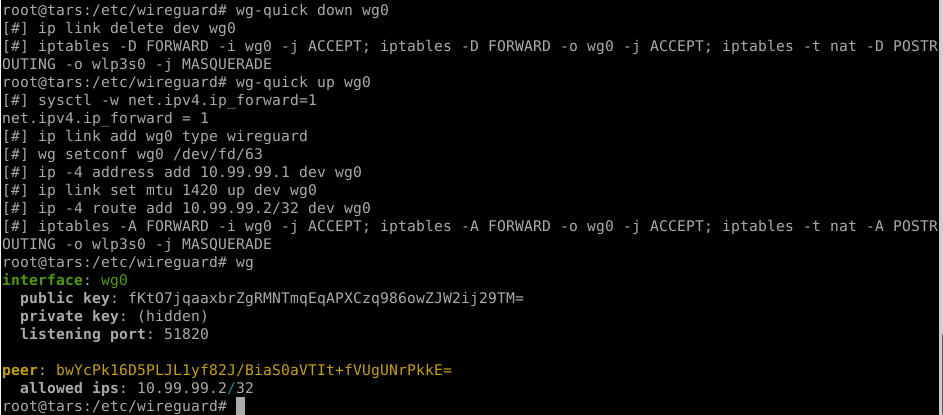 root@tars:/etc/wireguard# wg-quick down wg0
[#] ip link delete dev wg0
[#] iptables -D FORWARD -i wg0 -j ACCEPT; iptables -D FORWARD -o wg0 -j ACCEPT; iptables -t nat -D POSTR
OUTING -o wlp3s0 -j MASQUERADE
root@tars:/etc/wireguard# wg-quick up wg0
[#] sysctl -w net.ipv4.ip_forward=1
net.ipv4.ip_forward = 1
[#] ip link add wg0 type wireguard
[#] wg setconf wg0 /dev/fd/63
[#] ip -4 address add 10.99.99.1 dev wg0
[#] ip link set mtu 1420 up dev wg0
[#] ip -4 route add 10.99.99.2/32 dev wg0
[#] iptables -A FORWARD -i wg0 -j ACCEPT; iptables -A FORWARD -o wg0 -j ACCEPT; iptables -t nat -A POSTR
OUTING -o wlp3s0 -j MASQUERADE
root@tars:/etc/wireguard# wg
interface: wg0
  public key: fKtO7jqaaxbrZgRMNTmqEqAPXCzq986owZJW2ij29TM=
  private key: (hidden)
  listening port: 51820

peer: bwYcPk16D5PLJL1yf82J/BiaS0aVTIt+fVUgUNrPkkE=
  allowed ips: 10.99.99.2/32
root@tars:/etc/wireguard#